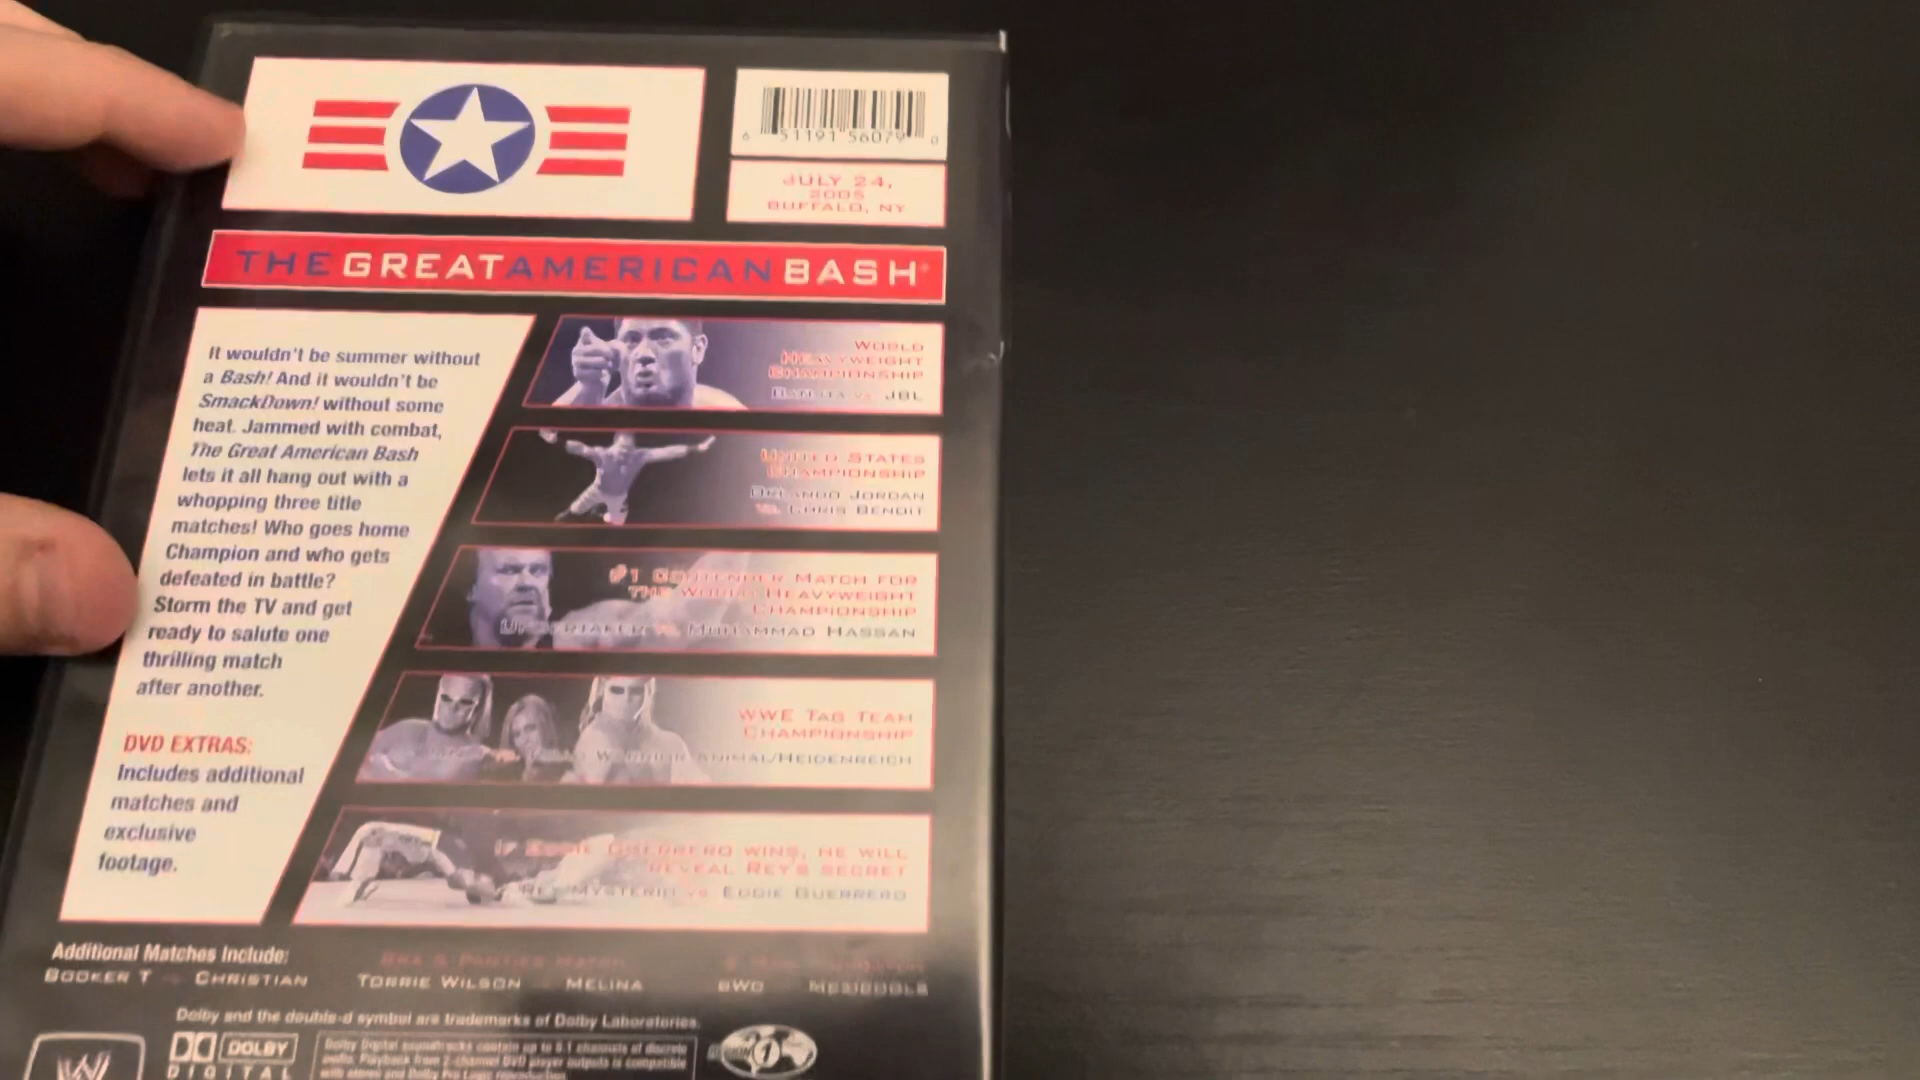 6 51191 56079 0
JULY 24,
2005
BUFFALO, NY
THE GREAT AMERICAN BASH
It wouldn't be summer without
a Bash! And it wouldn't be
SmackDown! without some
heat. Jammed with combat,
The Great American Bash
lets it all hang out with a
whopping three title
matches! Who goes home
Champion and who gets
defeated in battle?
Storm the TV and get
ready to salute one
thrilling match
after another.
DVD EXTRAS:
Includes additional
matches and
exclusive
footage.
WORLD
HEAVYWEIGHT
CHAMPIONSHIP
BATISTA VS. JBL
UNITED STATES
CHAMPIONSHIP
ORLANDO JORDAN
VS. CHRIS BENOIT
#1 CONTENDER MATCH FOR
THE WORLD HEAVYWEIGHT
CHAMPIONSHIP
UNDERTAKER VS. MUHAMMAD HASSAN
WWE TAG TEAM
CHAMPIONSHIP
VS. ANIMAL/HEIDENREICH
IF EDDIE GUERRERO WINS, HE WILL
REVEAL REY'S SECRET
REY MYSTERIO VS. EDDIE GUERRERO
Additional Matches Include:
BRA & PANTIES MATCH
BOOKER T CHRISTIAN TORRIE WILSON MELINA BWO MEXICOOLS
Dolby and the double-d symbol are trademarks of Dolby Laboratories.
DOLBY
DIGITAL
Dolby Digital soundtracks contain up to 5.1 channels of discrete
audio. Playback from 2-channel DVD player outputs is compatible
with stereo and Dolby Pro Logic reproduction.
W
1